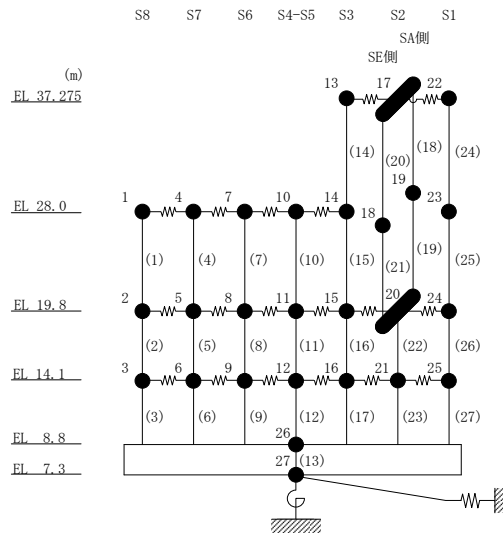 S8 S7 S6 S4-S5 S3 S2 S1
SA側
SE側
(m)
EL 37.275 13 17 22
(14) (20) (18) (24)
19
EL 28.0 1 4 7 10 14 18 23
(1) (4) (7) (10) (15) (21) (19) (25)
EL 19.8 2 5 8 11 15 20 24
(2) (5) (8) (11) (16) (22) (26)
EL 14.1 3 6 9 12 16 21 25
(3) (6) (9) (12) (17) (23) (27)
EL 8.8 26
EL 7.3 27 (13)